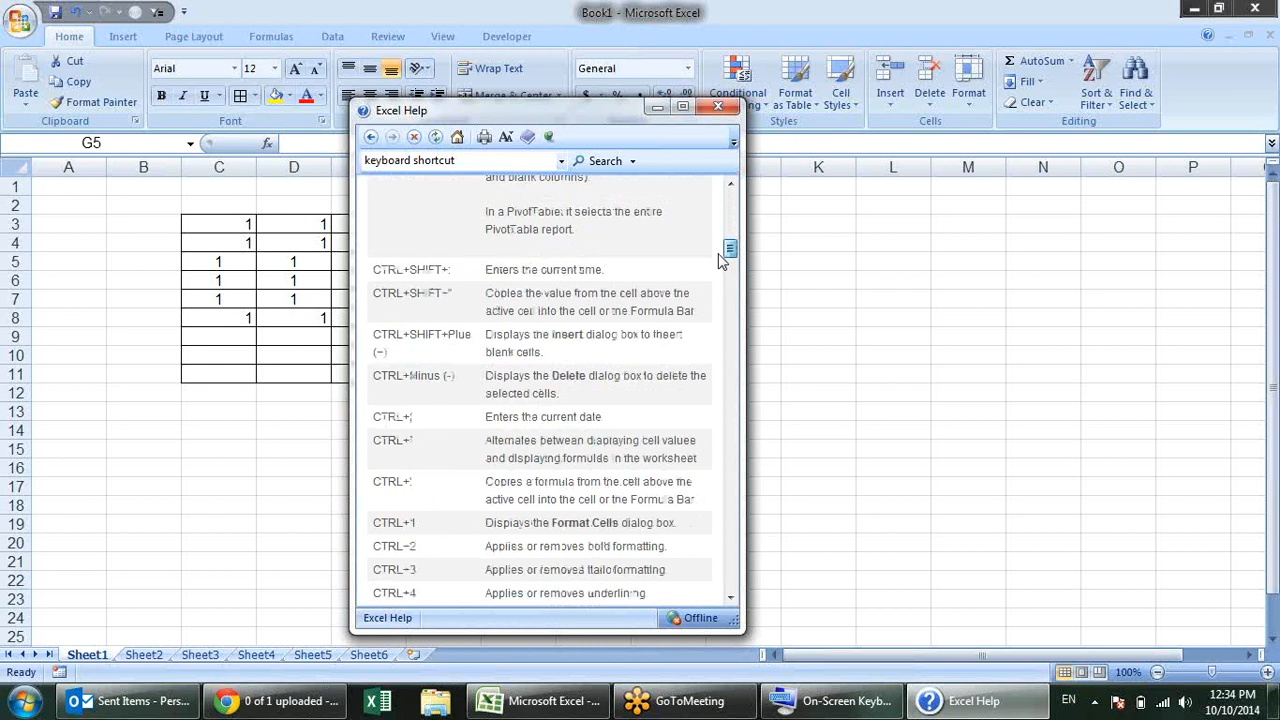 Book1 - Microsoft Excel
Home Insert Page Layout Formulas Data Review View Developer
Cut Arial 12 Wrap Text General AutoSum
Copy Fill
Paste Format Painter B I U Merge & Center Conditional Format Cell Insert Delete Format Clear Sort & Find &
Formatting as Table Styles Filter Select
Clipboard Font Styles Cells Editing
G5 fx
Excel Help
keyboard shortcut Search
A B C D K L M N O P
1
2
3 1 1
4 1 1
5 1 1
6 1 1
7 1 1
8 1 1
9
10
11
12
13
14
15
16
17
18
19
20
21
22
23
24
25
and blank columns).
In a PivotTable, it selects the entire
PivotTable report.
CTRL+SHIFT+: Enters the current time.
CTRL+SHIFT+" Copies the value from the cell above the
active cell into the cell or the Formula Bar
CTRL+SHIFT+Plus Displays the Insert dialog box to insert
blank cells.
CTRL+Minus (-) Displays the Delete dialog box to delete the
selected cells.
CTRL+; Enters the current date
CTRL+` Alternates between displaying cell values
and displaying formulas in the worksheet
CTRL+' Copies a formula from the cell above the
active cell into the cell or the Formula Bar
CTRL+1 Displays the Format Cells dialog box.
CTRL+2 Applies or removes bold formatting.
CTRL+3 Applies or removes italic formatting.
CTRL+4 Applies or removes underlining.
Excel Help Offline
Sheet1 Sheet2 Sheet3 Sheet4 Sheet5 Sheet6
Ready 100%
Sent Items - Pers... 0 of 1 uploaded -... Microsoft Excel -... GoToMeeting On-Screen Keyb... Excel Help EN 12:34 PM
10/10/2014